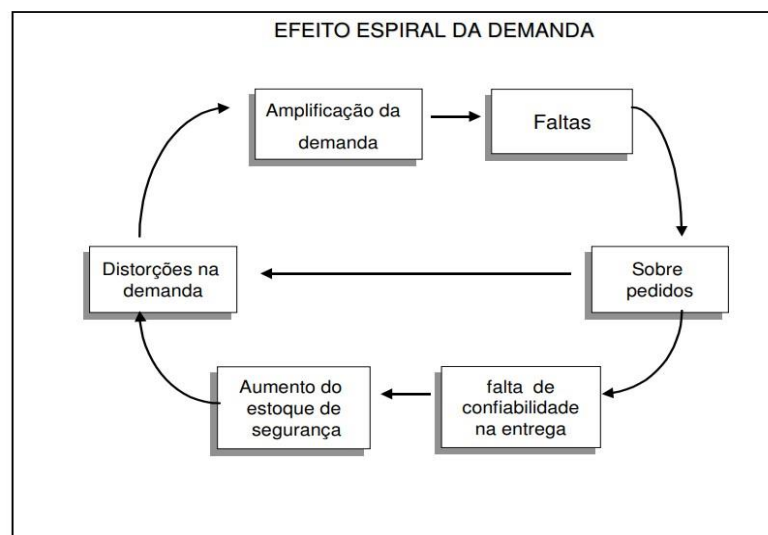 EFEITO ESPIRAL DA DEMANDA
Amplificação da
demanda
Faltas
Distorções na
demanda
Sobre
pedidos
Aumento do
estoque de
segurança
falta de
confiabilidade
na entrega